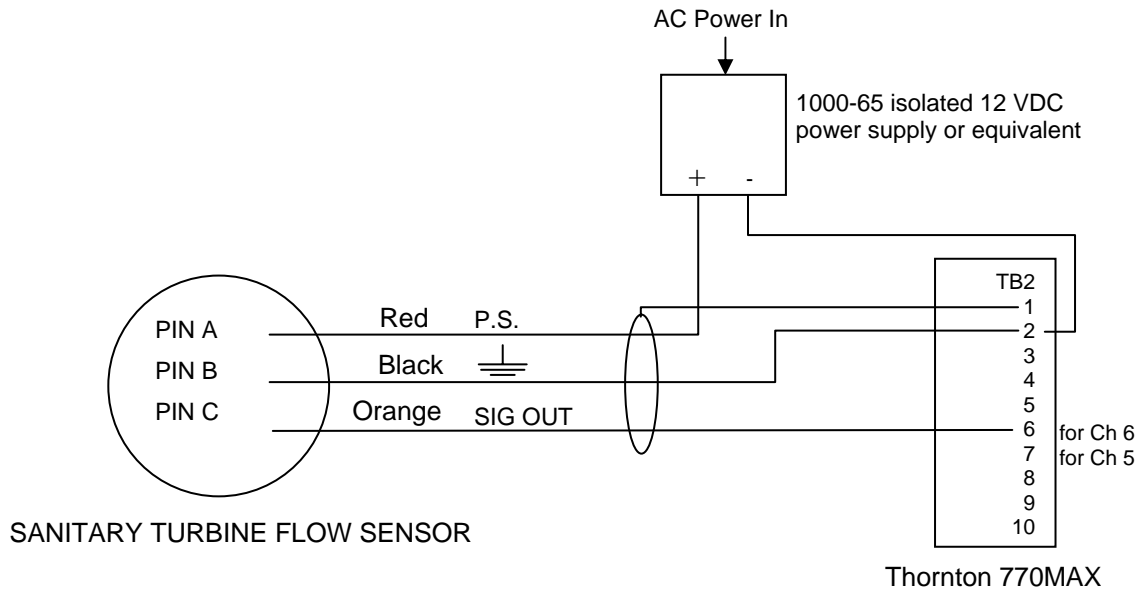 AC Power In
1000-65 isolated 12 VDC
power supply or equivalent
+ -
TB2
1
2
3
4
5
6 for Ch 6
7 for Ch 5
8
9
10
PIN A Red P.S.
PIN B Black
PIN C Orange SIG OUT
SANITARY TURBINE FLOW SENSOR
Thornton 770MAX